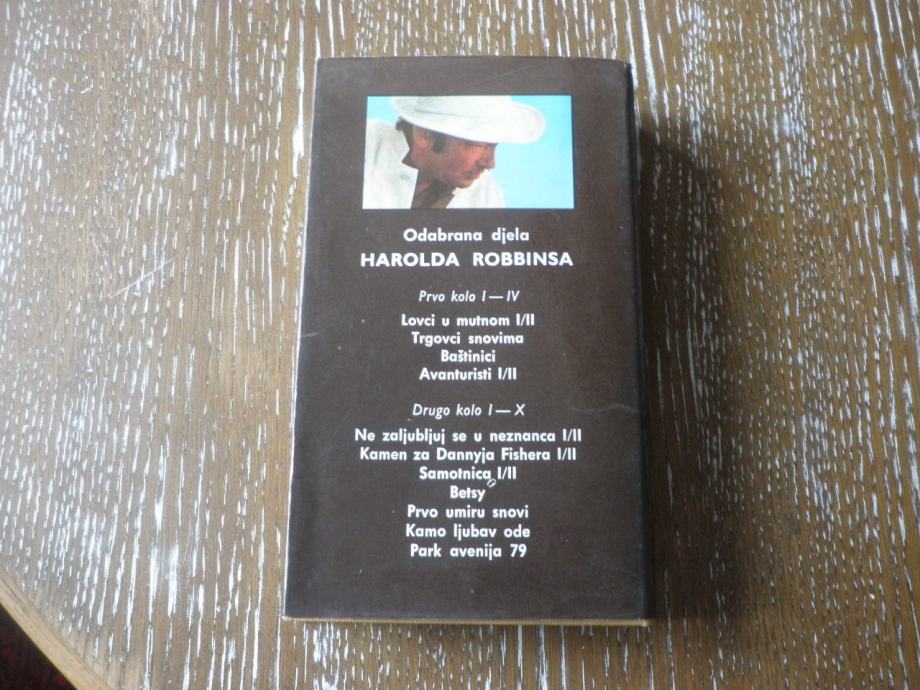 Odabrana djela
HAROLDA ROBBINSA
Prvo kolo I—IV
Lovci u mutnom I/II
Trgovci snovima
Baštinici
Avanturisti I/II
Drugo kolo I—X
Ne zaljubljuj se u neznanca I/II
Kamen za Dannyja Fishera I/II
Samotnica I/II
Betsy
Prvo umiru snovi
Kamo ljubav ode
Park avenija 79